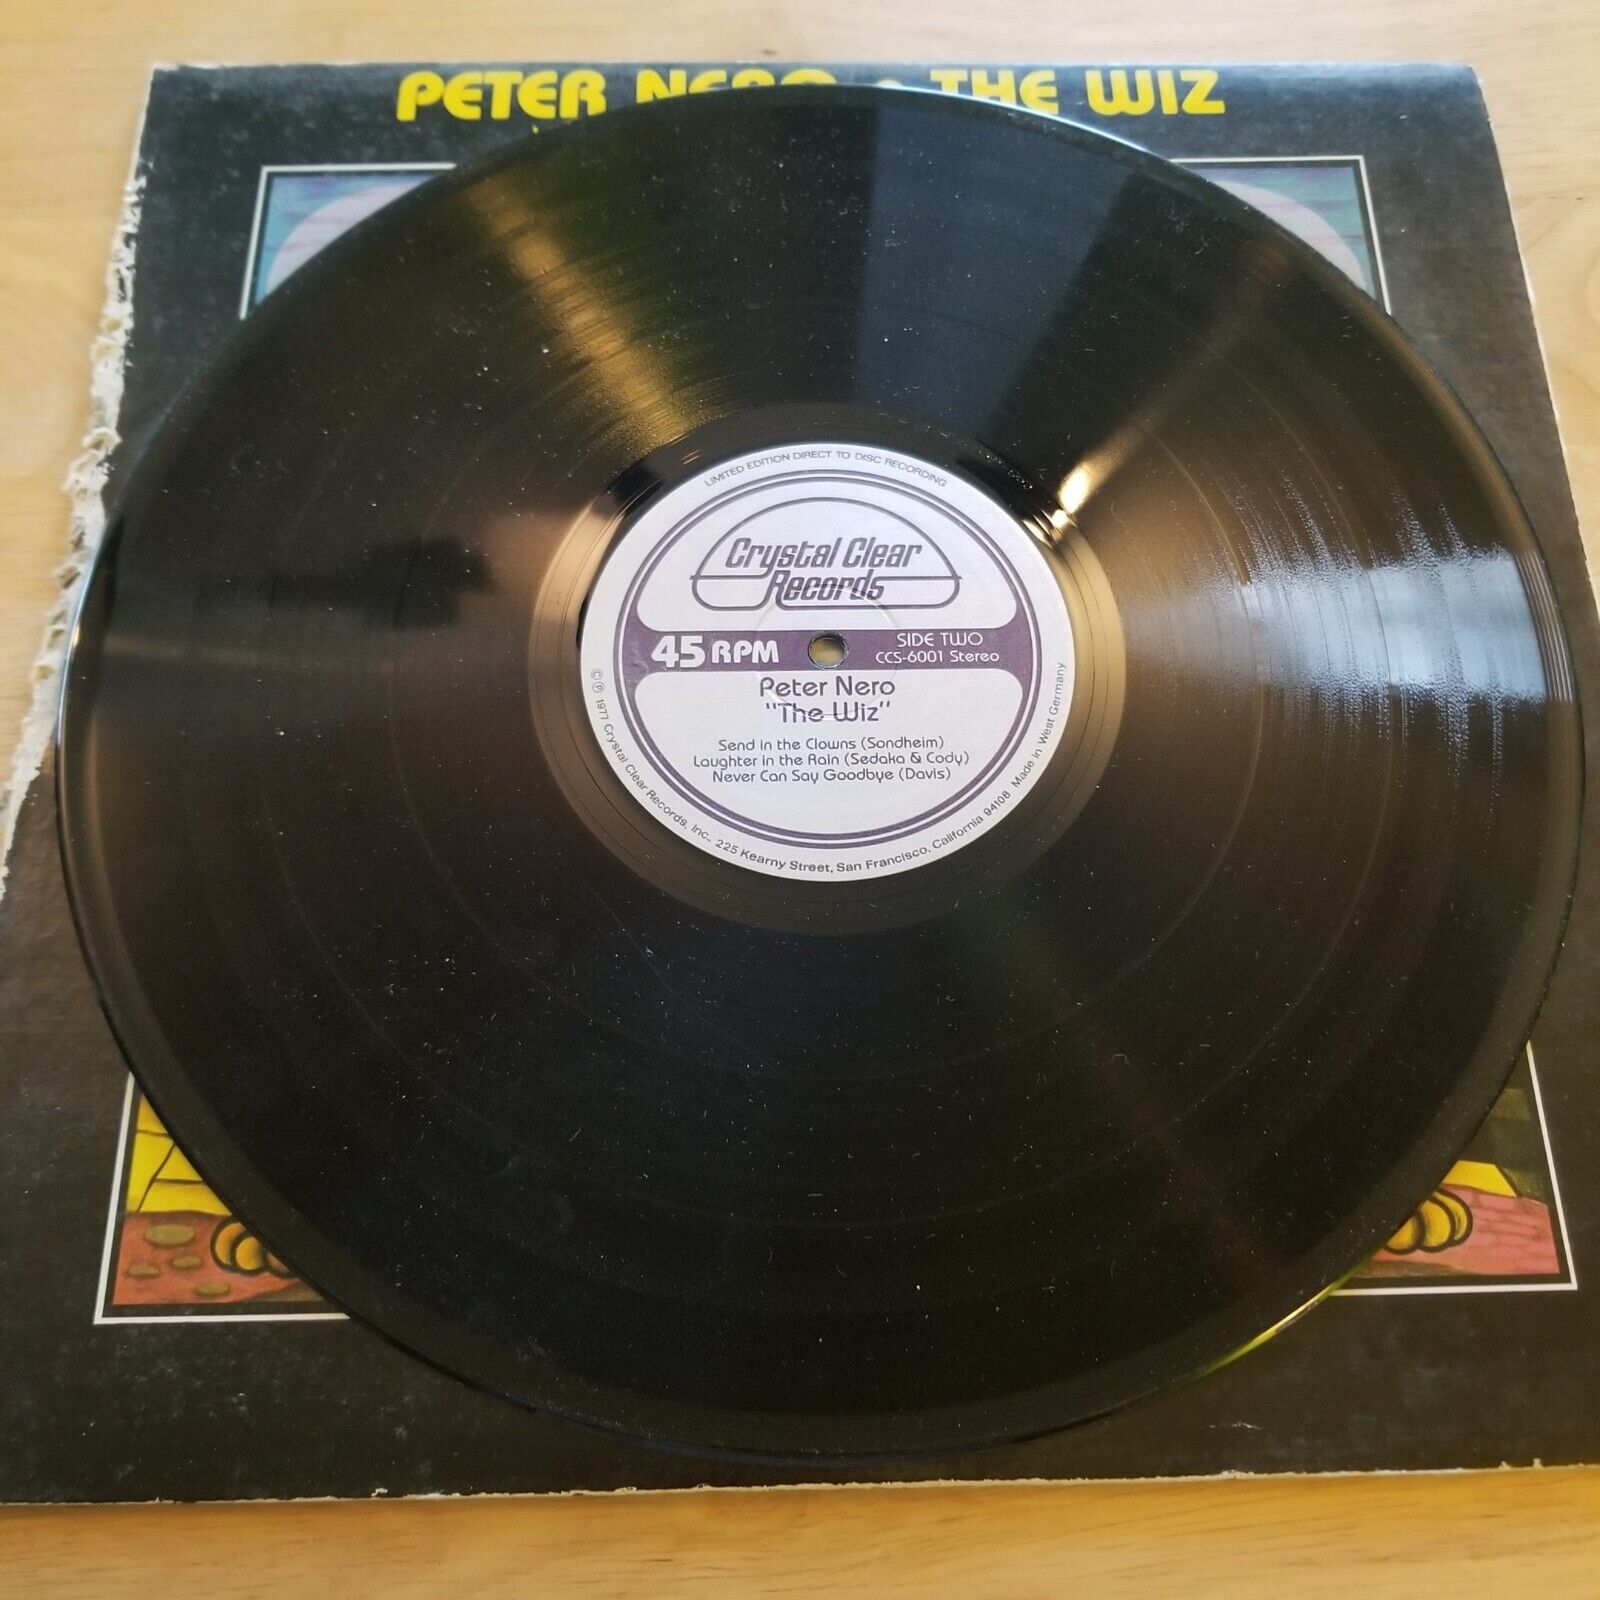 PETER NERO • THE WIZ
LIMITED EDITION DIRECT TO DISC RECORDING
Crystal Clear
Records
45 RPM
SIDE TWO
CCS-6001 Stereo
Peter Nero
"The Wiz"
Send in the Clowns (Sondheim)
Laughter in the Rain (Sedaka & Cody)
Never Can Say Goodbye (Davis)
© ℗ 1977 Crystal Clear Records, Inc., 225 Kearny Street, San Francisco, California 94108 Made in West Germany